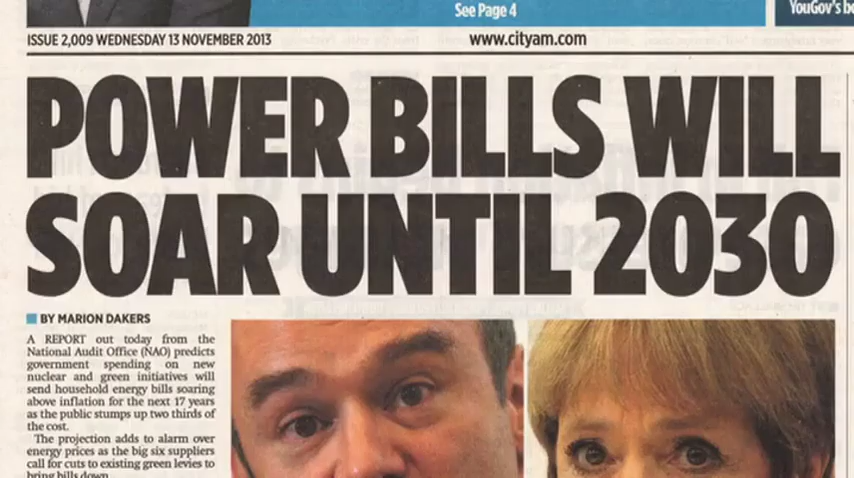 See Page 4
YouGov's bo
ISSUE 2,009 WEDNESDAY 13 NOVEMBER 2013
www.cityam.com
POWER BILLS WILL
SOAR UNTIL 2030
BY MARION DAKERS
A REPORT out today from the
National Audit Office (NAO) predicts
government spending on new
nuclear and green initiatives will
send household energy bills soaring
above inflation for the next 17 years
as the public stumps up two thirds of
the cost.
The projection adds to alarm over
energy prices as the big six suppliers
call for cuts to existing green levies to
bring bills down.